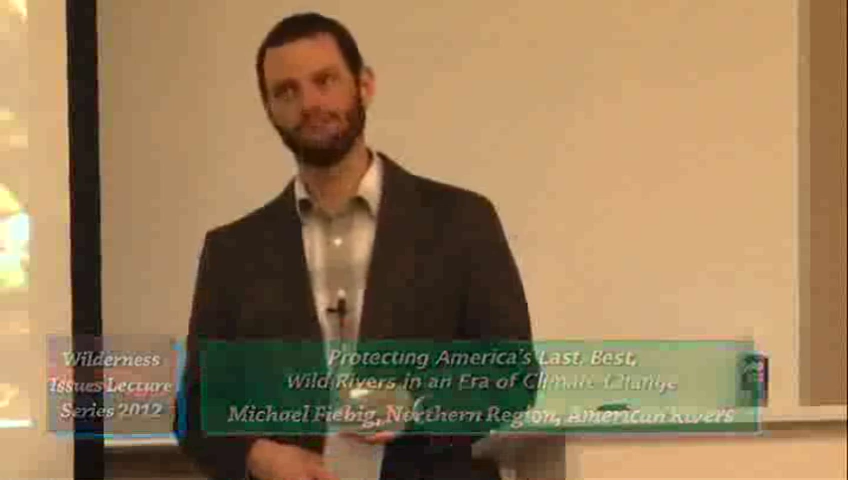 Wilderness
Issues Lecture
Series 2012
Protecting America's Last, Best,
Wild Rivers in an Era of Climate Change
Michael Fiebig, Northern Region, American Rivers